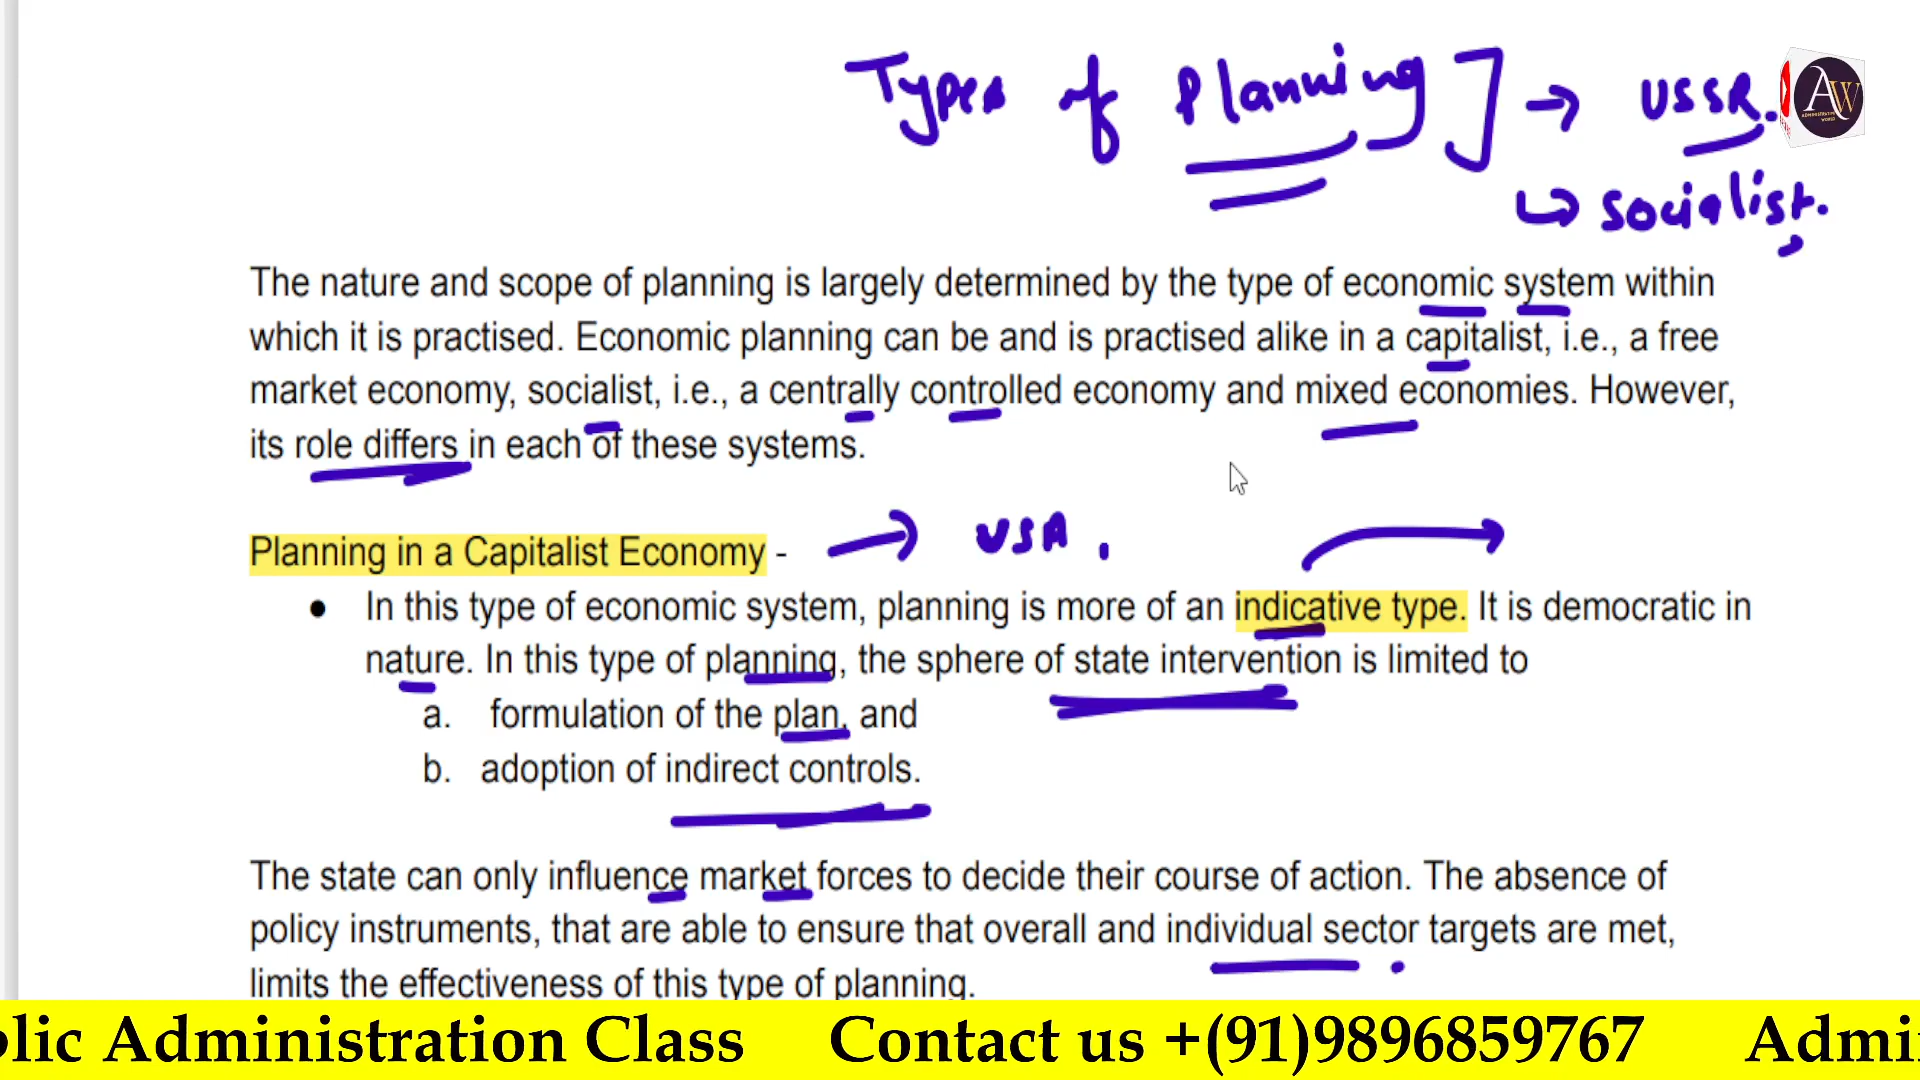 Types of Planning ] → USSR.
↳ socialist.
AW
ADMINISTRATIVE
WORLD
The nature and scope of planning is largely determined by the type of economic system within
which it is practised. Economic planning can be and is practised alike in a capitalist, i.e., a free
market economy, socialist, i.e., a centrally controlled economy and mixed economies. However,
its role differs in each of these systems.
Planning in a Capitalist Economy - → USA.
● In this type of economic system, planning is more of an indicative type. It is democratic in
nature. In this type of planning, the sphere of state intervention is limited to
a. formulation of the plan, and
b. adoption of indirect controls.
The state can only influence market forces to decide their course of action. The absence of
policy instruments, that are able to ensure that overall and individual sector targets are met,
limits the effectiveness of this type of planning.
olic Administration Class Contact us +(91)9896859767 Admi